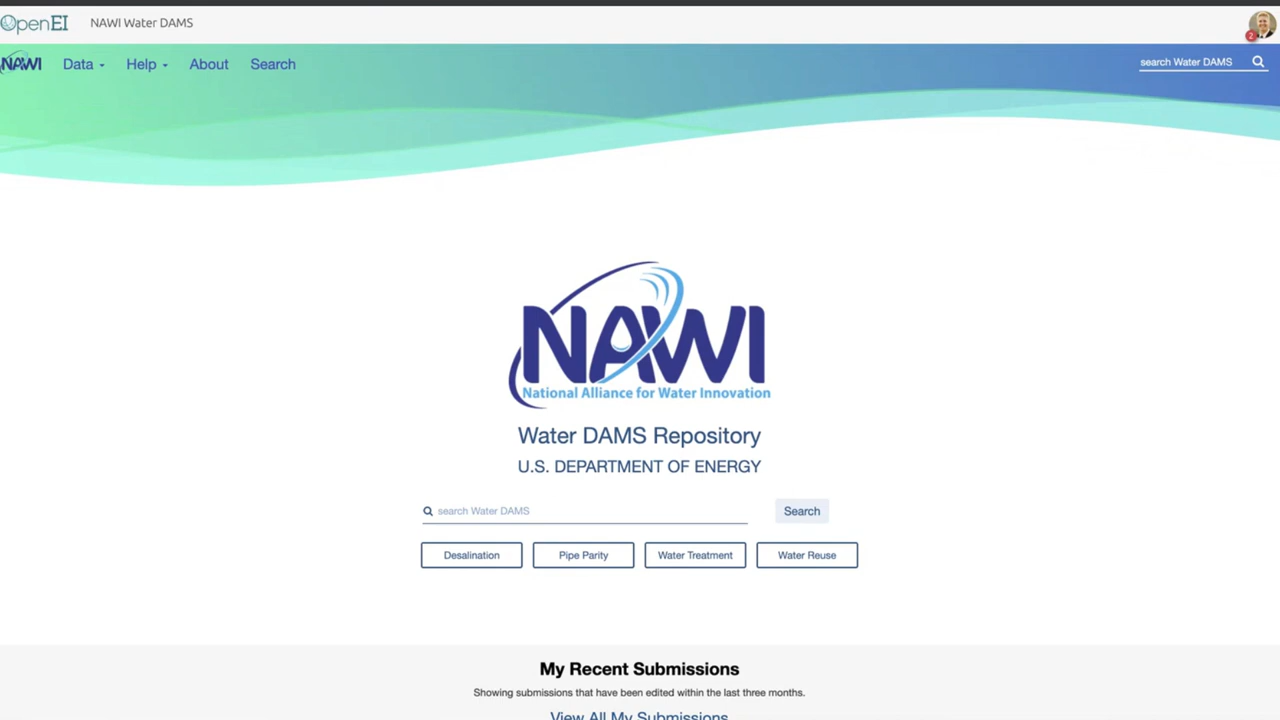 OpenEI NAWI Water DAMS
2
NAWI Data Help About Search search Water DAMS
NAWI
National Alliance for Water Innovation
Water DAMS Repository
U.S. DEPARTMENT OF ENERGY
search Water DAMS Search
Desalination Pipe Parity Water Treatment Water Reuse
My Recent Submissions
Showing submissions that have been edited within the last three months.
View All My Submissions